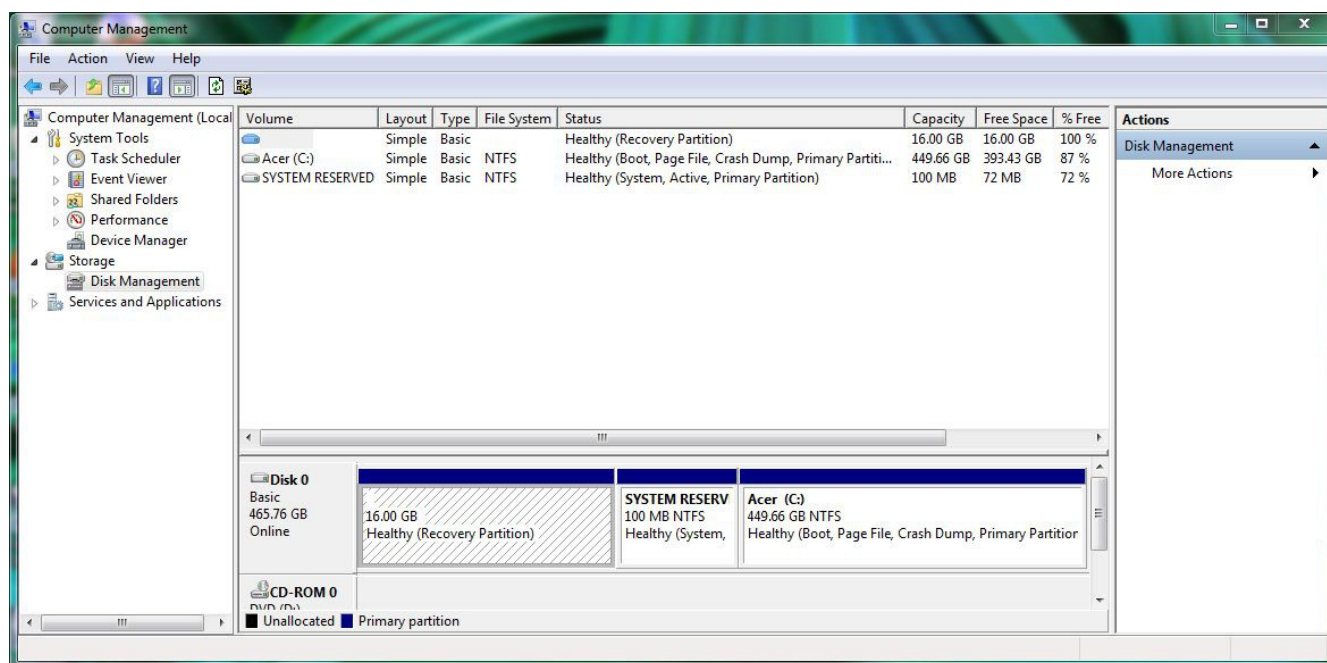 Computer Management
File Action View Help
Computer Management (Local
System Tools
Task Scheduler
Event Viewer
Shared Folders
Performance
Device Manager
Storage
Disk Management
Services and Applications
Volume Layout Type File System Status Capacity Free Space % Free
Simple Basic Healthy (Recovery Partition) 16.00 GB 16.00 GB 100 %
Acer (C:) Simple Basic NTFS Healthy (Boot, Page File, Crash Dump, Primary Partiti... 449.66 GB 393.43 GB 87 %
SYSTEM RESERVED Simple Basic NTFS Healthy (System, Active, Primary Partition) 100 MB 72 MB 72 %
Disk 0
Basic
465.76 GB
Online
16.00 GB
Healthy (Recovery Partition)
SYSTEM RESERV
100 MB NTFS
Healthy (System,
Acer (C:)
449.66 GB NTFS
Healthy (Boot, Page File, Crash Dump, Primary Partition
CD-ROM 0
DVD (D:)
Unallocated Primary partition
Actions
Disk Management
More Actions